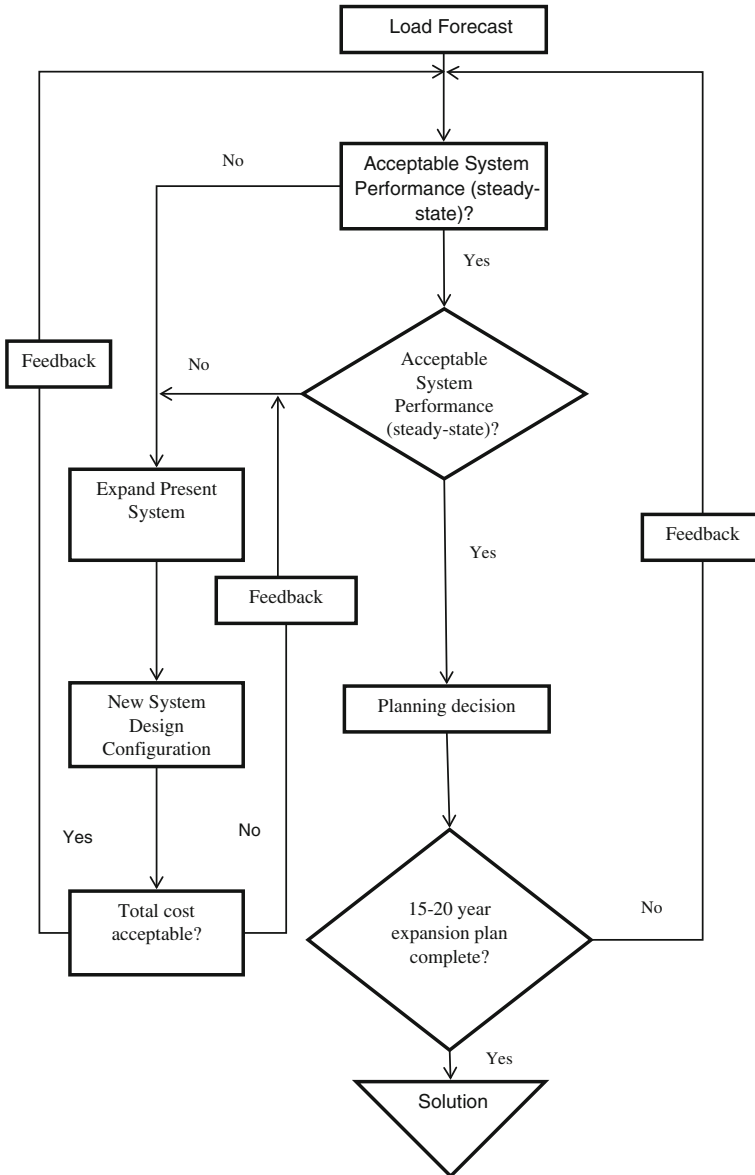 Load Forecast
No
Acceptable System
Performance (steady-
state)?
Yes
Feedback
No
Acceptable
System
Performance
(steady-state)?
Expand Present
System
Yes
Feedback
Feedback
New System
Design
Configuration
Planning decision
Yes
No
Total cost
acceptable?
15-20 year
expansion plan
complete?
No
Yes
Solution